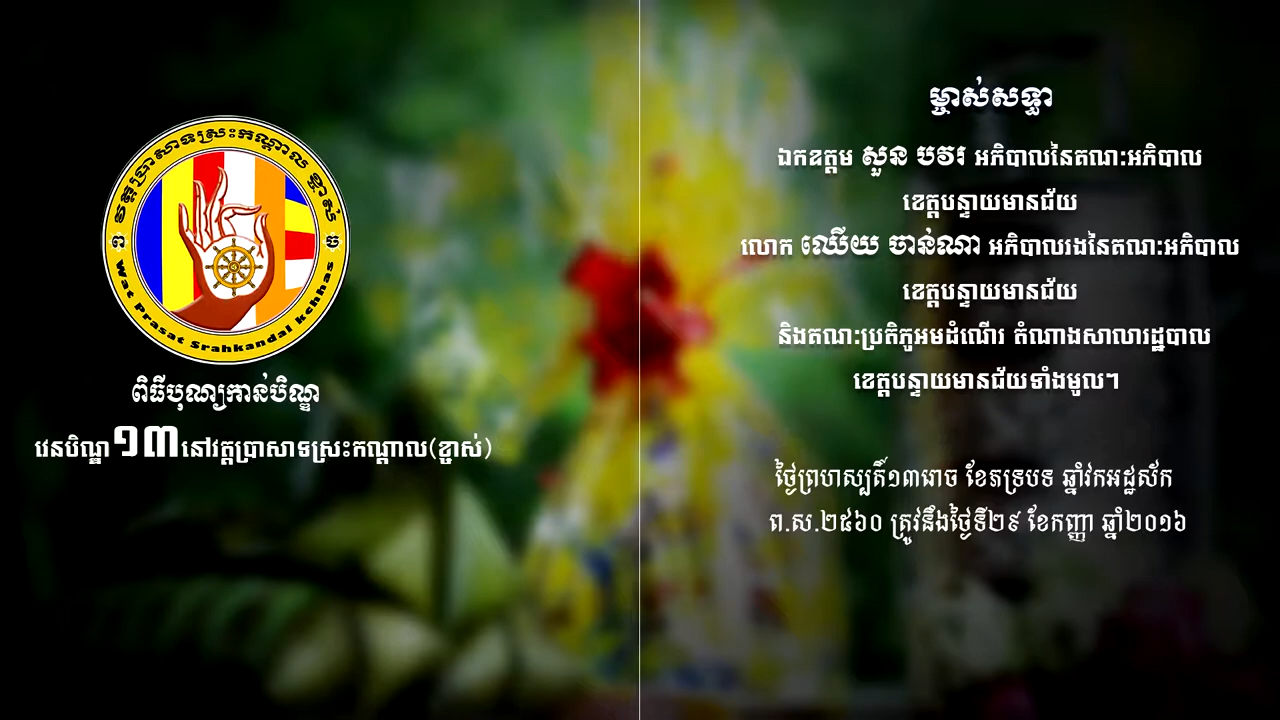 វត្តប្រាសាទស្រះកណ្តាល ខ្ចាស់
Wat Prasat Srahkandal kchhas
ពិធីបុណ្យកាន់បិណ្ឌ
វេនបិណ្ឌ ១៣ នៅវត្តប្រាសាទស្រះកណ្តាល(ខ្ចាស់)
ម្ចាស់សទ្ធា
ឯកឧត្តម សួន បវរ អភិបាលនៃគណៈអភិបាល
ខេត្តបន្ទាយមានជ័យ
លោក ឈើយ ចាន់ណា អភិបាលរងនៃគណៈអភិបាល
ខេត្តបន្ទាយមានជ័យ
និងគណៈប្រតិភូអមដំណើរ តំណាងសាលារដ្ឋបាល
ខេត្តបន្ទាយមានជ័យទាំងមូល។
ថ្ងៃព្រហស្បតិ៍១៣រោច ខែភទ្របទ ឆ្នាំវកអដ្ឋស័ក
ព.ស.២៥៦០ ត្រូវនឹងថ្ងៃទី២៩ ខែកញ្ញា ឆ្នាំ២០១៦